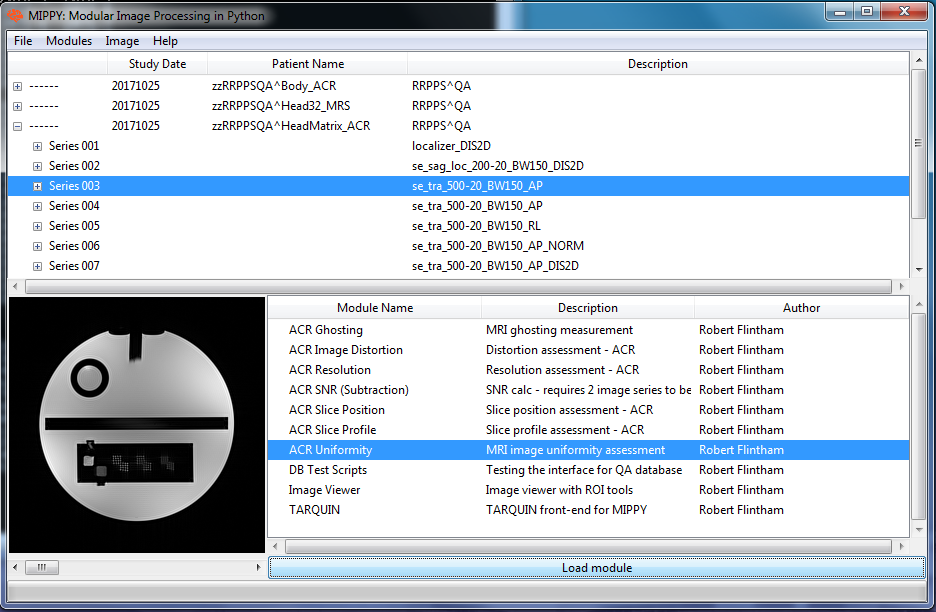 MIPPY: Modular Image Processing in Python
File Modules Image Help
Study Date Patient Name Description
------ 20171025 zzRRPPSQA^Body_ACR RRPPS^QA
------ 20171025 zzRRPPSQA^Head32_MRS RRPPS^QA
------ 20171025 zzRRPPSQA^HeadMatrix_ACR RRPPS^QA
Series 001 localizer_DIS2D
Series 002 se_sag_loc_200-20_BW150_DIS2D
Series 003 se_tra_500-20_BW150_AP
Series 004 se_tra_500-20_BW150_AP
Series 005 se_tra_500-20_BW150_RL
Series 006 se_tra_500-20_BW150_AP_NORM
Series 007 se_tra_500-20_BW150_AP_DIS2D
Module Name Description Author
ACR Ghosting MRI ghosting measurement Robert Flintham
ACR Image Distortion Distortion assessment - ACR Robert Flintham
ACR Resolution Resolution assessment - ACR Robert Flintham
ACR SNR (Subtraction) SNR calc - requires 2 image series to be Robert Flintham
ACR Slice Position Slice position assessment - ACR Robert Flintham
ACR Slice Profile Slice profile assessment - ACR Robert Flintham
ACR Uniformity MRI image uniformity assessment Robert Flintham
DB Test Scripts Testing the interface for QA database Robert Flintham
Image Viewer Image viewer with ROI tools Robert Flintham
TARQUIN TARQUIN front-end for MIPPY Robert Flintham
Load module